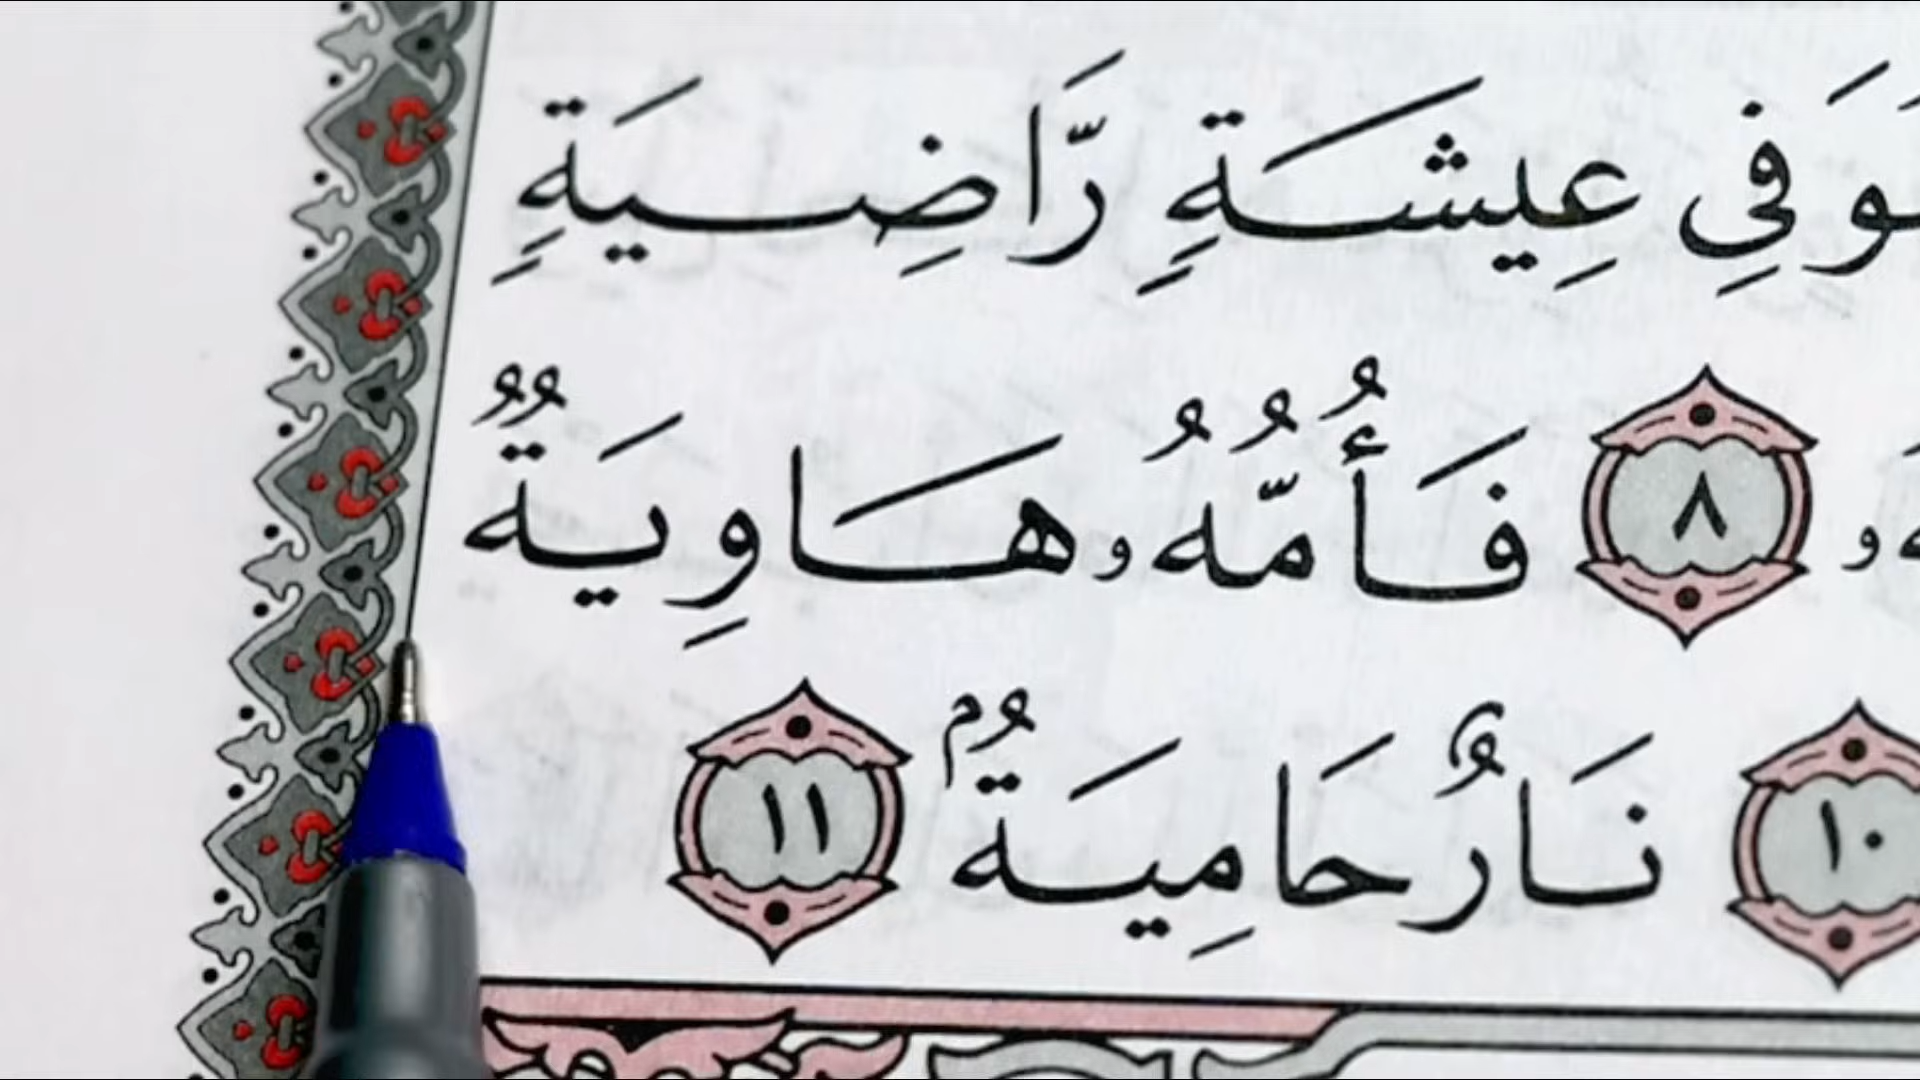 فِي عِيشَةٍ رَّاضِيَةٍ
٨ فَأُمُّهُۥ هَاوِيَةٌ
١٠ نَارٌ حَامِيَةٌۢ ١١